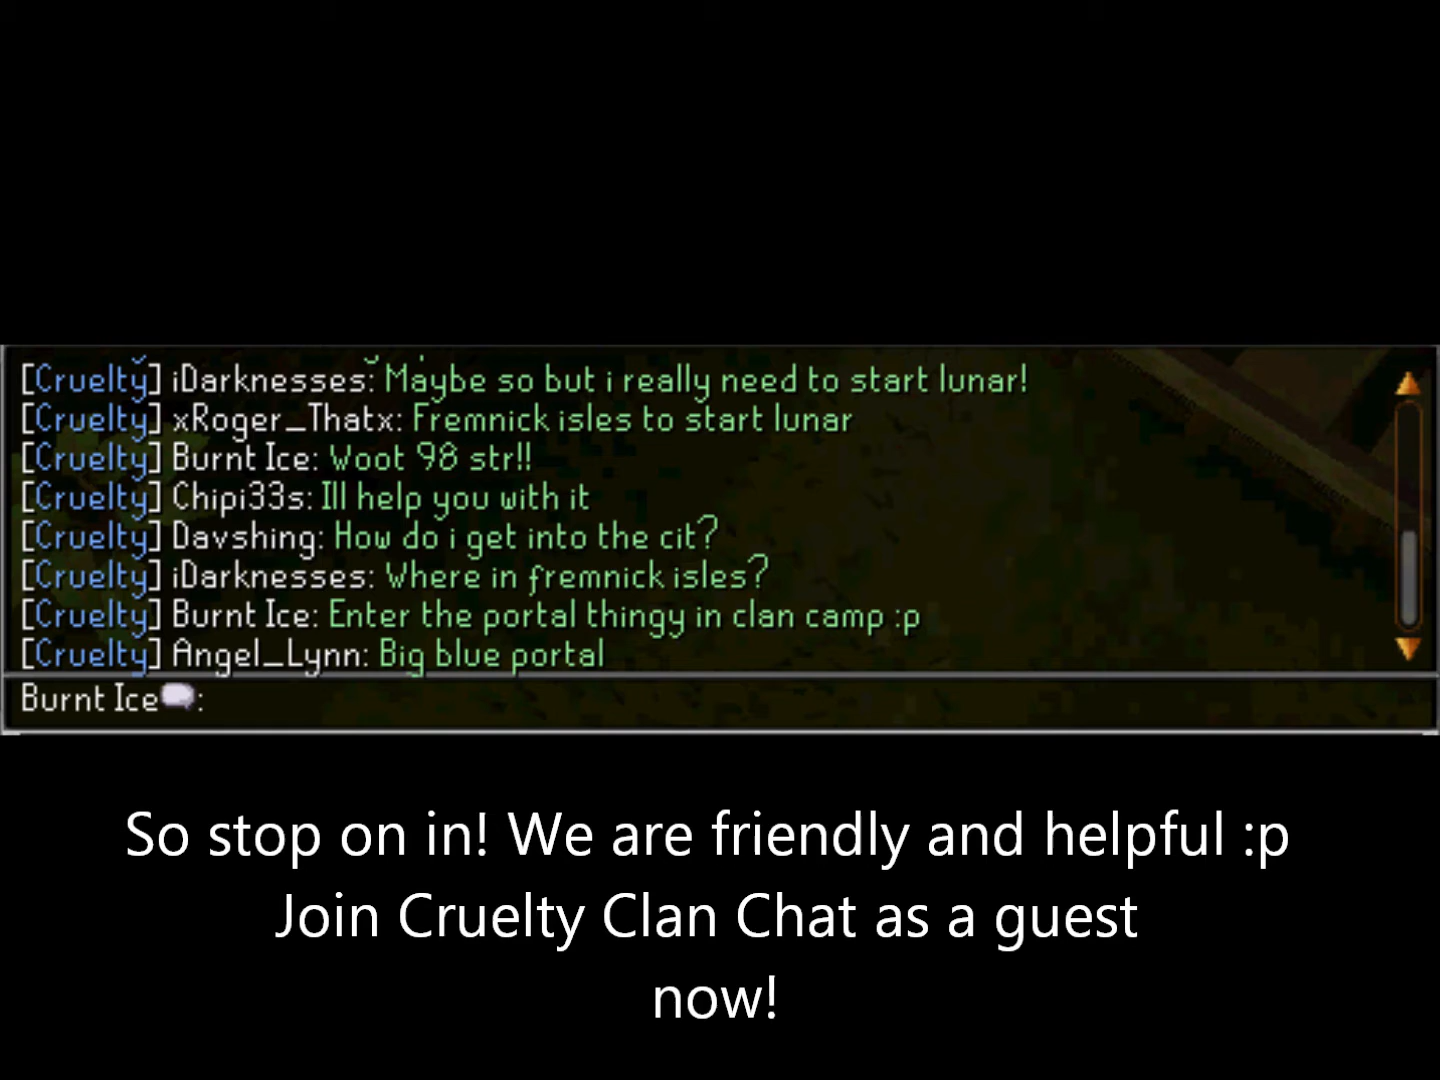 [Cruelty] iDarknesses: Maybe so but i really need to start lunar!
[Cruelty] xRoger_Thatx: Fremnick isles to start lunar
[Cruelty] Burnt Ice: Woot 98 str!!
[Cruelty] Chipi33s: Ill help you with it
[Cruelty] Davshing: How do i get into the cit?
[Cruelty] iDarknesses: Where in fremnick isles?
[Cruelty] Burnt Ice: Enter the portal thingy in clan camp :p
[Cruelty] Angel_Lynn: Big blue portal
Burnt Ice:
So stop on in! We are friendly and helpful :p
Join Cruelty Clan Chat as a guest
now!